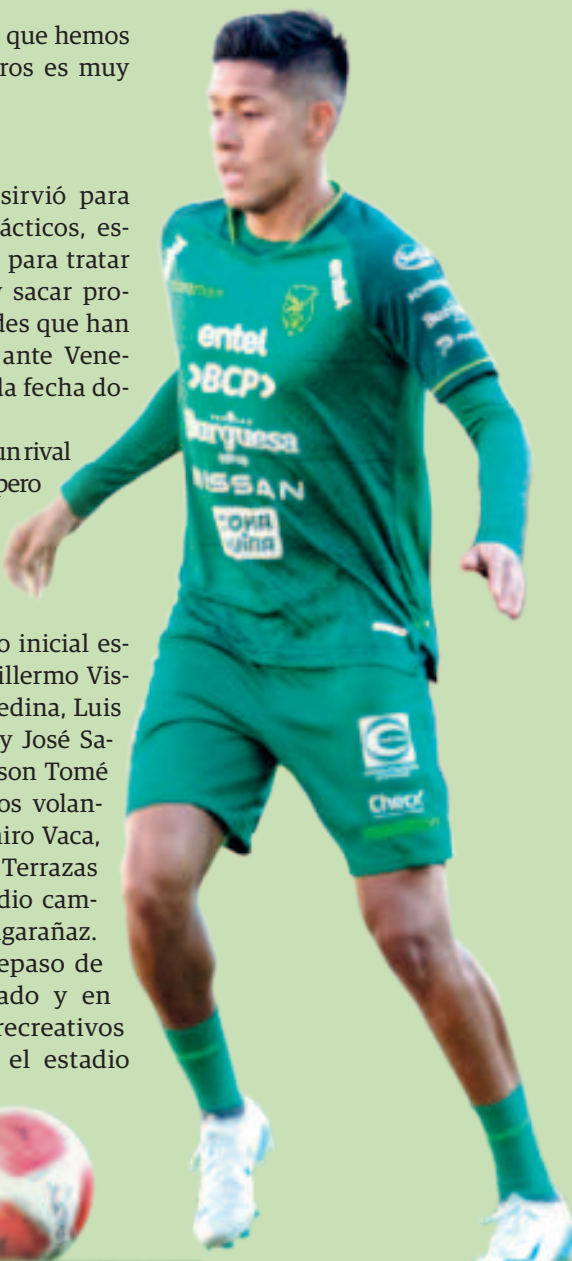 que hemos
ros es muy
sirvió para
ácticos, es-
para tratar
sacar pro-
des que han
ante Vene-
la fecha do-
un rival
pero
o inicial es-
illermo Vis-
edina, Luis
y José Sa-
son Tomé
os volan-
iro Vaca,
Terrazas
dio cam-
garañaz.
epaso de
ado y en
recreativos
el estadio
entel
>BCP>
Burguesa
NISSAN
Check